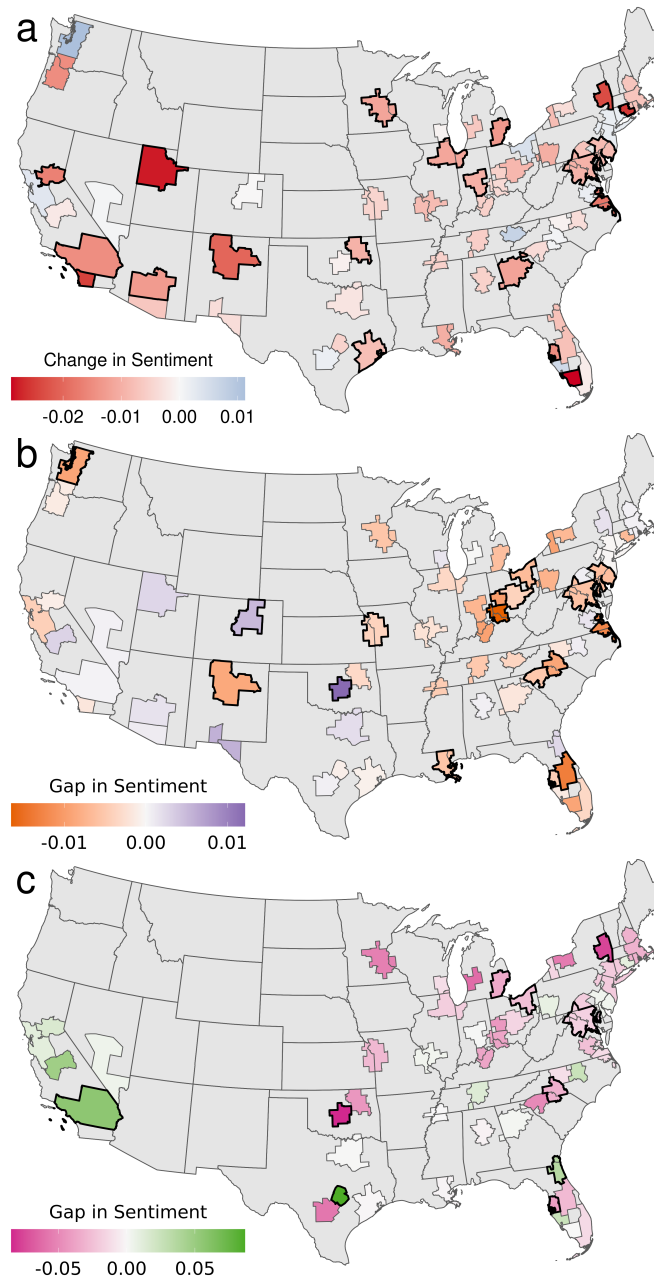 a
Change in Sentiment
-0.02 -0.01 0.00 0.01
b
Gap in Sentiment
-0.01 0.00 0.01
c
Gap in Sentiment
-0.05 0.00 0.05